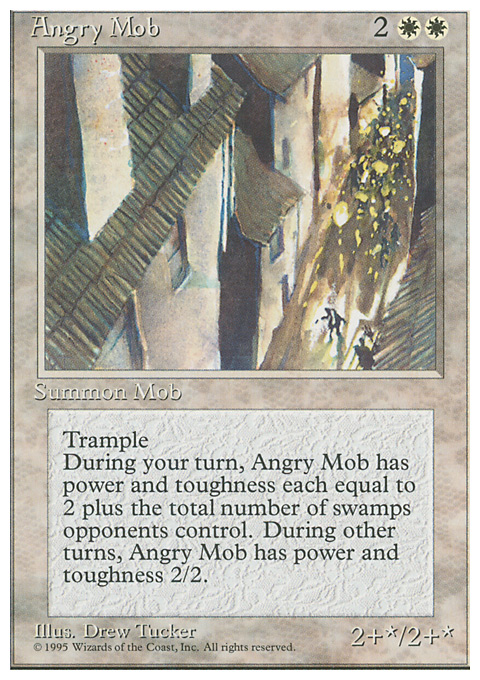 Angry Mob 2
Summon Mob
Trample
During your turn, Angry Mob has
power and toughness each equal to
2 plus the total number of swamps
opponents control. During other
turns, Angry Mob has power and
toughness 2/2.
Illus. Drew Tucker
© 1995 Wizards of the Coast, Inc. All rights reserved.
2+*/2+*